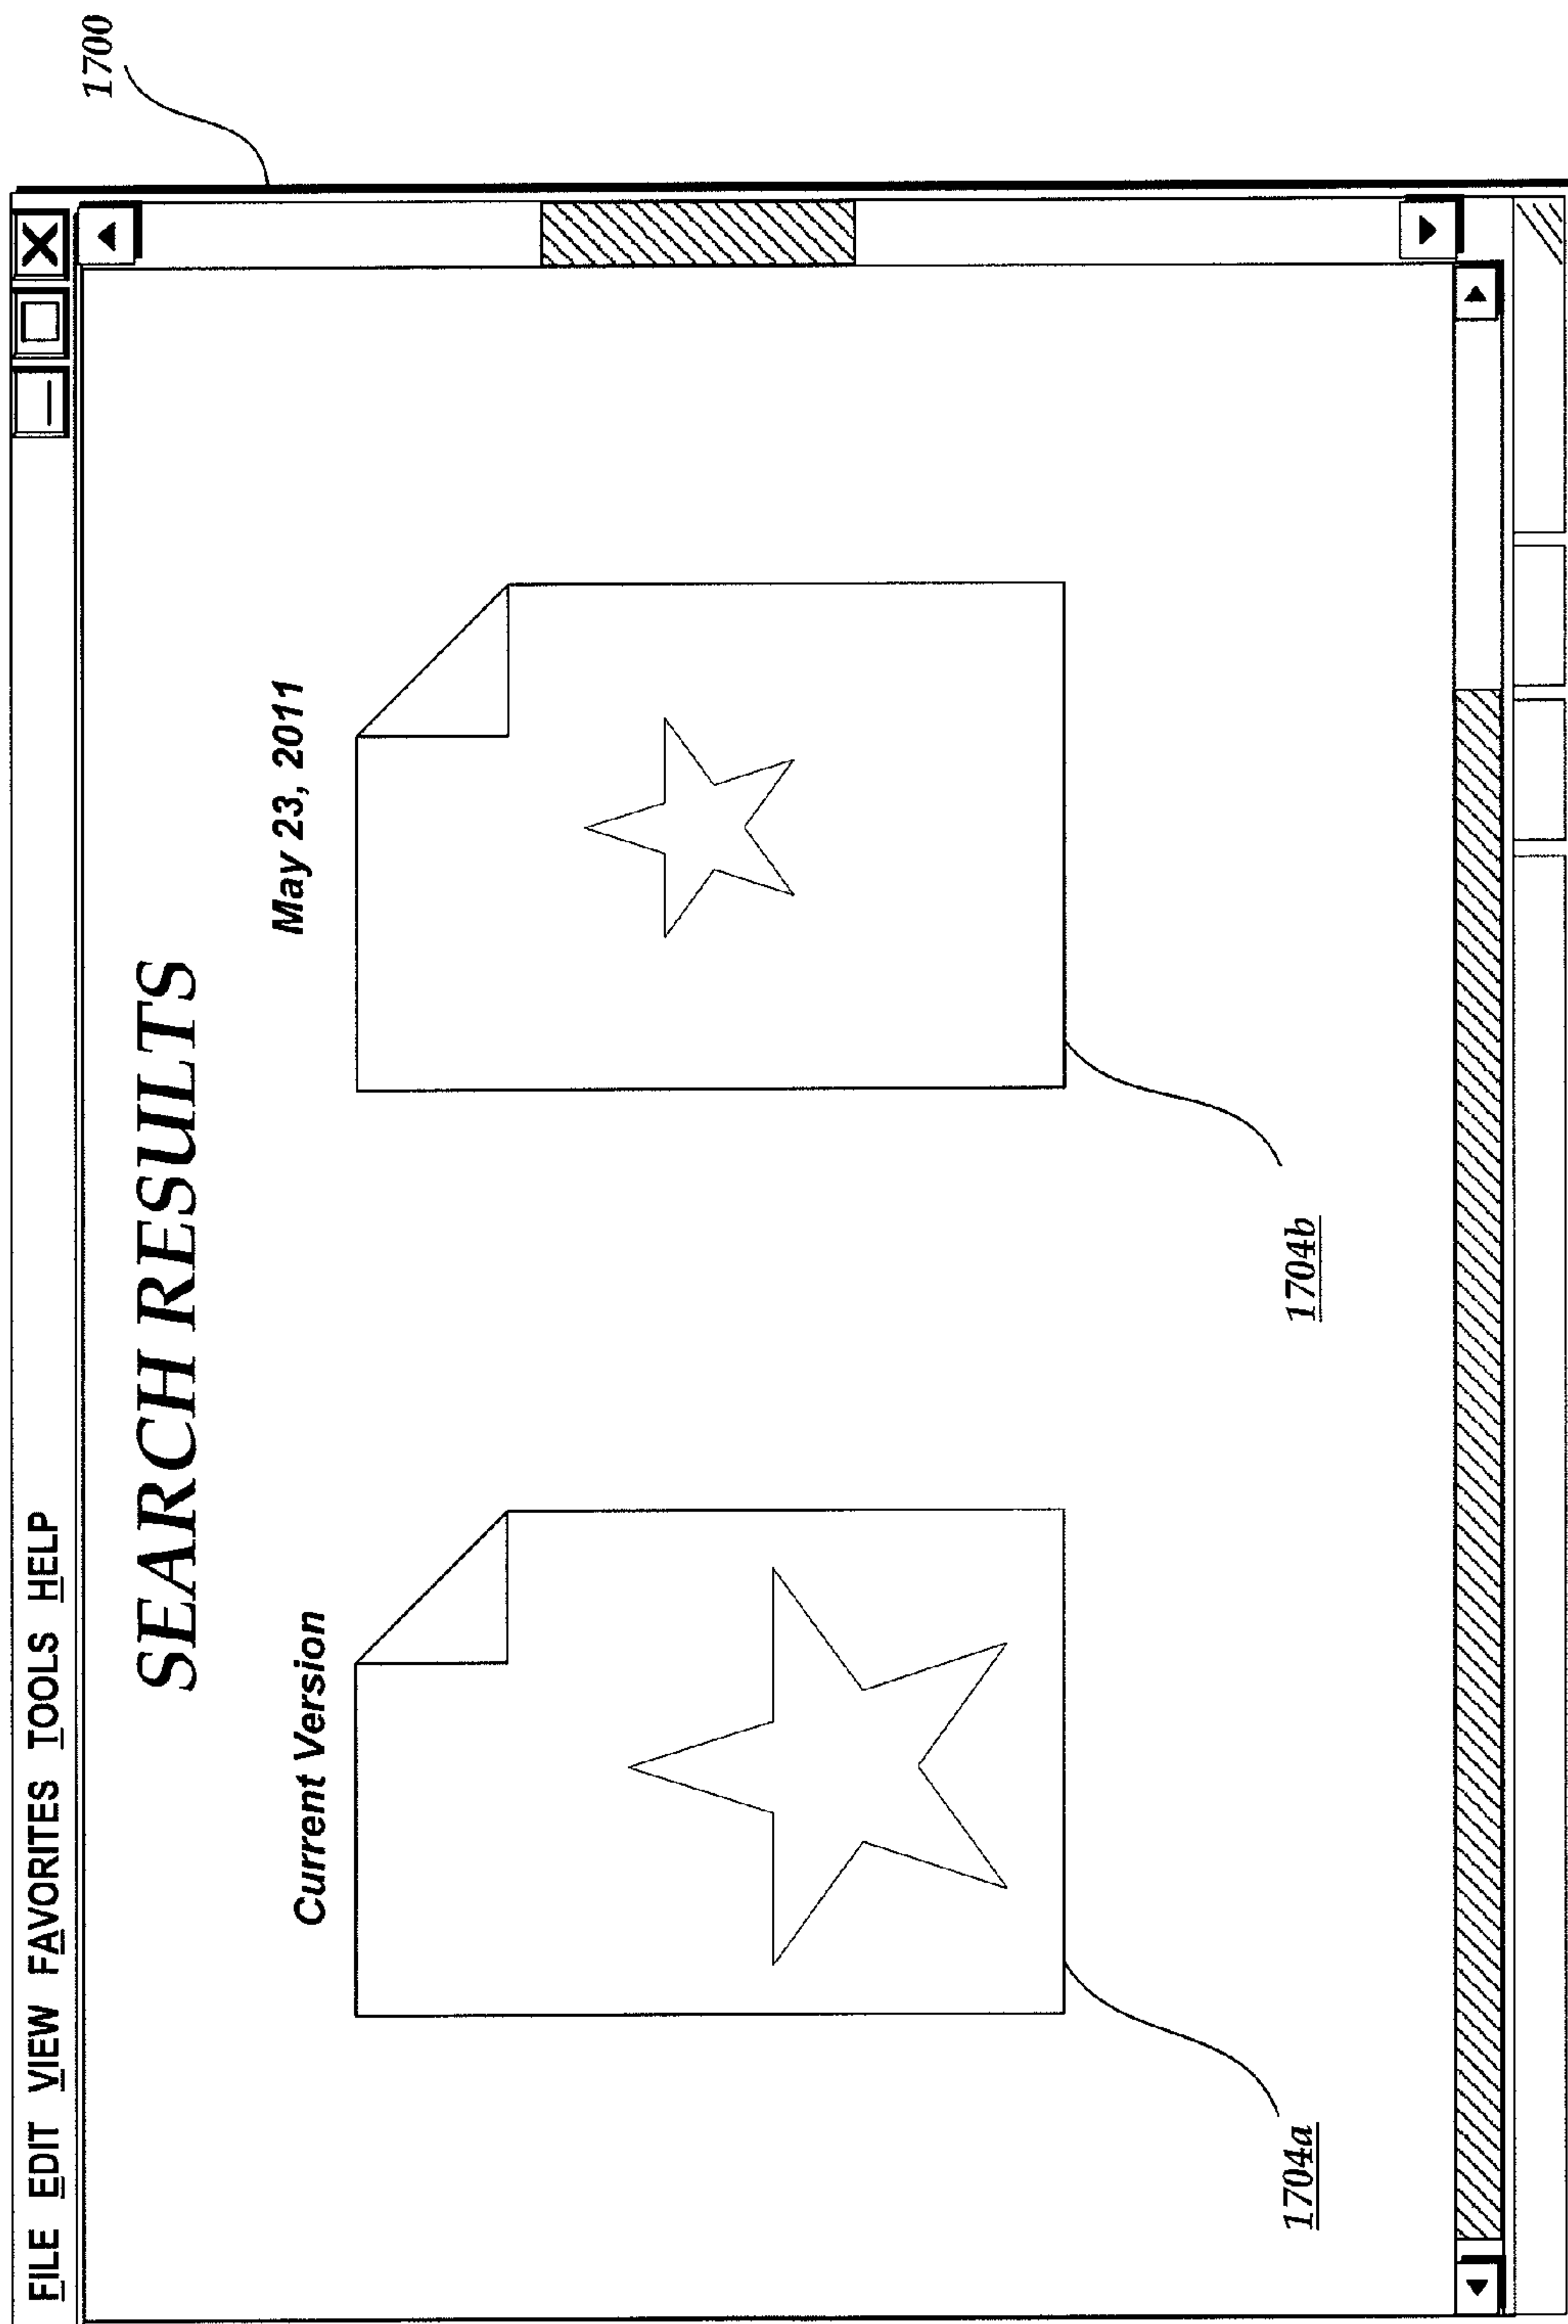 1700
FILE EDIT VIEW FAVORITES TOOLS HELP
SEARCH RESULTS
Current Version
May 23, 2011
1704a
1704b